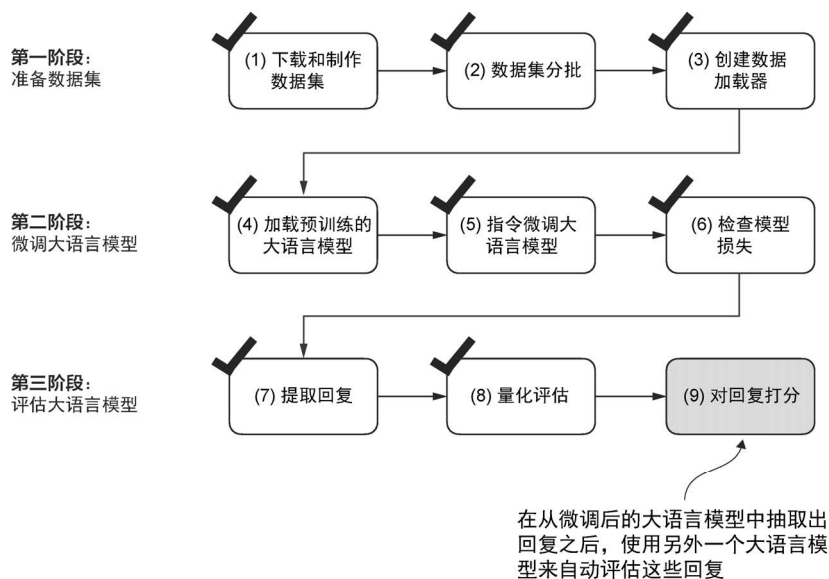 第一阶段：
准备数据集
(1) 下载和制作
数据集
(2) 数据集分批
(3) 创建数据
加载器
第二阶段：
微调大语言模型
(4) 加载预训练的
大语言模型
(5) 指令微调大
语言模型
(6) 检查模型
损失
第三阶段：
评估大语言模型
(7) 提取回复
(8) 量化评估
(9) 对回复打分
在从微调后的大语言模型中抽取出
回复之后，使用另外一个大语言模
型来自动评估这些回复